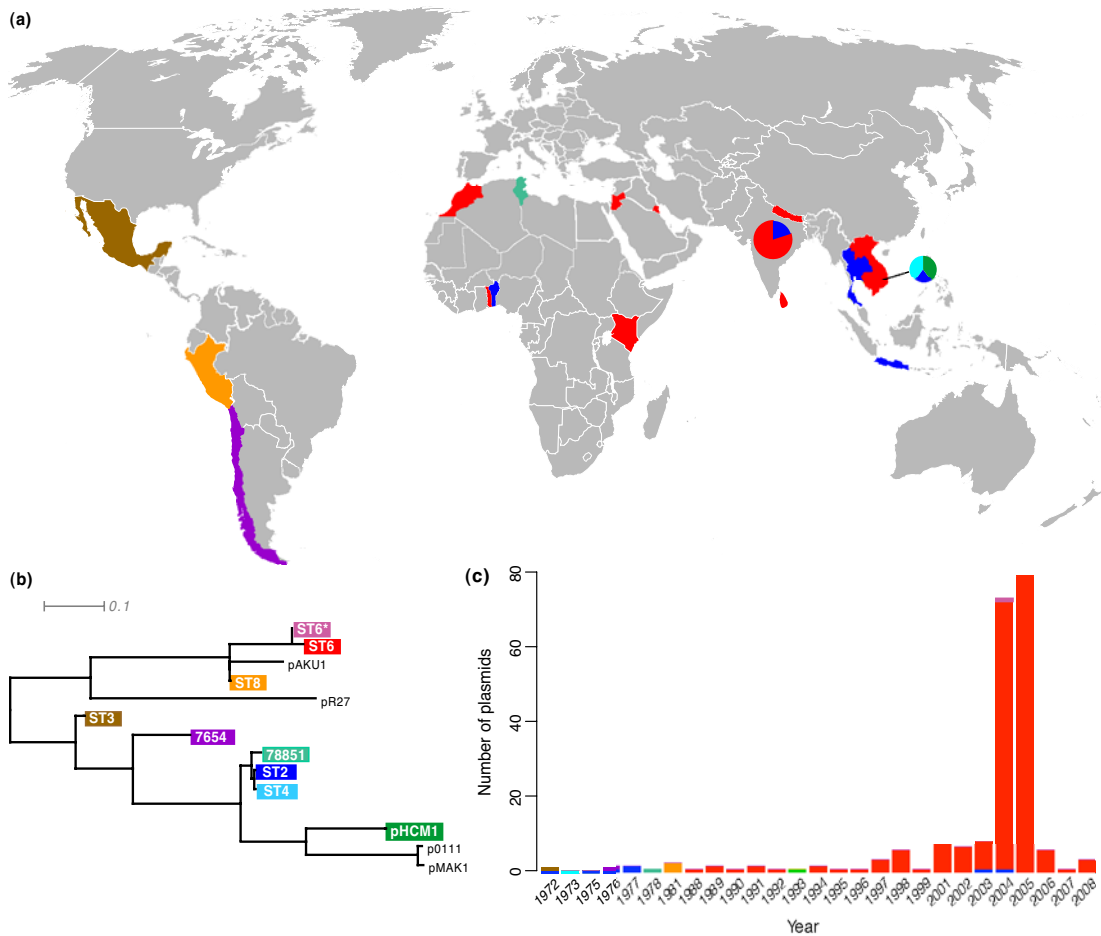 (a)
(b)
0.1
ST6*
ST6
pAKU1
ST8
pR27
ST3
7654
78851
ST2
ST4
pHCM1
p0111
pMAK1
(c)
Number of plasmids
80
60
40
20
0
1972 1973 1975 1976 1977 1978 1981 1988 1989 1990 1991 1992 1993 1994 1995 1996 1997 1998 1999 2001 2002 2003 2004 2005 2006 2007 2008
Year